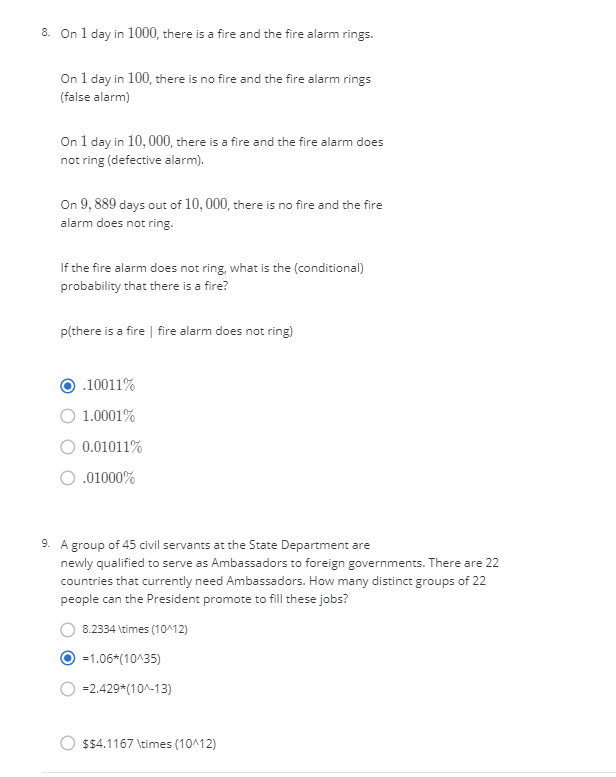 8. On 1 day in 1000, there is a fire and the fire alarm rings.
On 1 day in 100, there is no fire and the fire alarm rings
(false alarm)
On 1 day in 10, 000, there is a fire and the fire alarm does
not ring (defective alarm).
On 9, 889 days out of 10, 000, there is no fire and the fire
alarm does not ring.
If the fire alarm does not ring, what is the (conditional)
probability that there is a fire?
p(there is a fire | fire alarm does not ring)
.10011%
1.0001%
0.01011%
.01000%
9. A group of 45 civil servants at the State Department are
newly qualified to serve as Ambassadors to foreign governments. There are 22
countries that currently need Ambassadors. How many distinct groups of 22
people can the President promote to fill these jobs?
8.2334 \times (10^12)
=1.06*(10^35)
=2.429*(10^-13)
$$4.1167 \times (10^12)